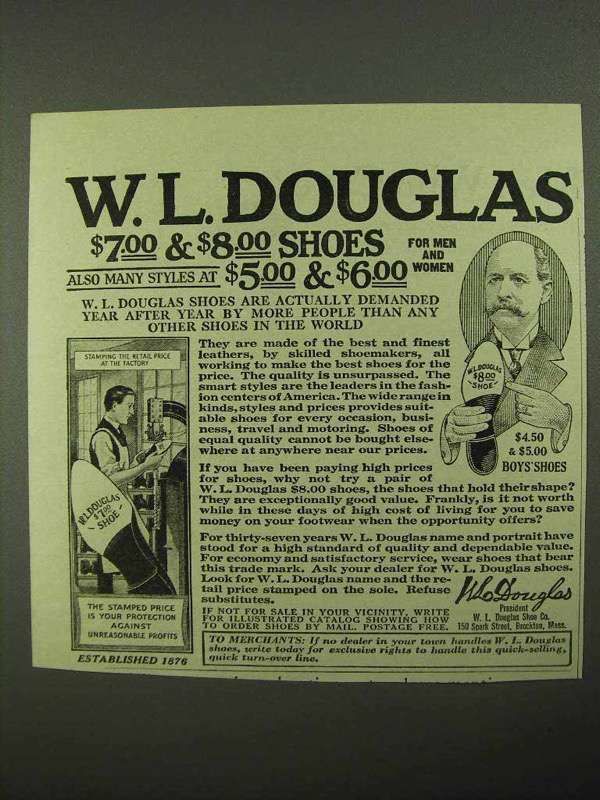 W. L. DOUGLAS
$7.00 & $8.00 SHOES FOR MEN AND WOMEN
ALSO MANY STYLES AT $5.00 & $6.00
W. L. DOUGLAS SHOES ARE ACTUALLY DEMANDED
YEAR AFTER YEAR BY MORE PEOPLE THAN ANY
OTHER SHOES IN THE WORLD
STAMPING THE RETAIL PRICE
AT THE FACTORY
W.L. DOUGLAS
$7.00
SHOE
THE STAMPED PRICE
IS YOUR PROTECTION
AGAINST
UNREASONABLE PROFITS
ESTABLISHED 1876
They are made of the best and finest
leathers, by skilled shoemakers, all
working to make the best shoes for the
price. The quality is unsurpassed. The
smart styles are the leaders in the fash-
ion centers of America. The wide range in
kinds, styles and prices provides suit-
able shoes for every occasion, busi-
ness, travel and motoring. Shoes of
equal quality cannot be bought else-
where at anywhere near our prices.
W.L. DOUGLAS
$8.00
SHOE
$4.50
& $5.00
BOYS' SHOES
If you have been paying high prices
for shoes, why not try a pair of
W. L. Douglas $8.00 shoes, the shoes that hold their shape?
They are exceptionally good value. Frankly, is it not worth
while in these days of high cost of living for you to save
money on your footwear when the opportunity offers?
For thirty-seven years W. L. Douglas name and portrait have
stood for a high standard of quality and dependable value.
For economy and satisfactory service, wear shoes that bear
this trade mark. Ask your dealer for W. L. Douglas shoes.
Look for W. L. Douglas name and the re-
tail price stamped on the sole. Refuse
substitutes.
IF NOT FOR SALE IN YOUR VICINITY, WRITE
FOR ILLUSTRATED CATALOG SHOWING HOW
TO ORDER SHOES BY MAIL. POSTAGE FREE.
W. L. Douglas
President
W. L. Douglas Shoe Co.
150 Spark Street, Brockton, Mass.
TO MERCHANTS: If no dealer in your town handles W. L. Douglas
shoes, write today for exclusive rights to handle this quick-selling,
quick turn-over line.